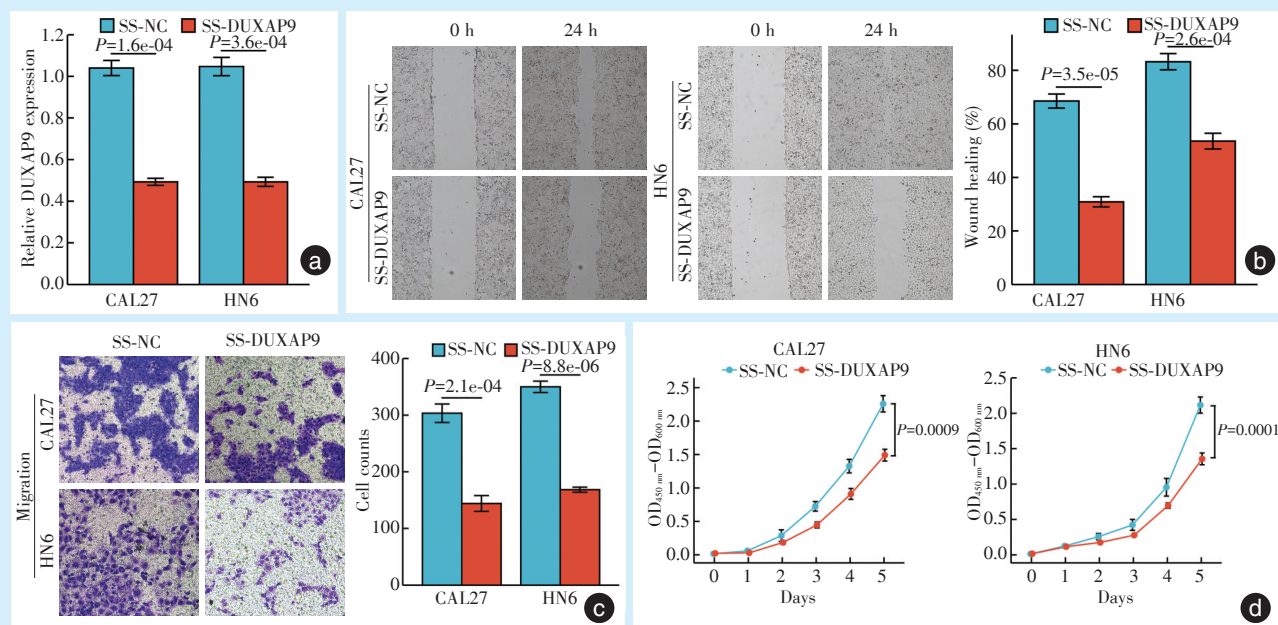 SS-NC SS-DUXAP9
P=1.6e-04 P=3.6e-04
Relative DUXAP9 expression
1.2
1.0
0.8
0.6
0.4
0.2
0.0
CAL27 HN6
a
0 h 24 h 0 h 24 h
CAL27
SS-NC
SS-DUXAP9
HN6
SS-NC
SS-DUXAP9
SS-NC SS-DUXAP9
P=2.6e-04
P=3.5e-05
Wound healing (%)
80
60
40
20
0
CAL27 HN6
b
SS-NC SS-DUXAP9
Migration
CAL27
HN6
SS-NC SS-DUXAP9
P=2.1e-04 P=8.8e-06
Cell counts
400
300
200
100
0
CAL27 HN6
c
CAL27
SS-NC SS-DUXAP9
OD450 nm-OD600 nm
2.5
2.0
1.5
1.0
0.5
0.0
P=0.0009
0 1 2 3 4 5
Days
HN6
SS-NC SS-DUXAP9
OD450 nm-OD600 nm
2.5
2.0
1.5
1.0
0.5
0.0
P=0.0001
0 1 2 3 4 5
Days
d